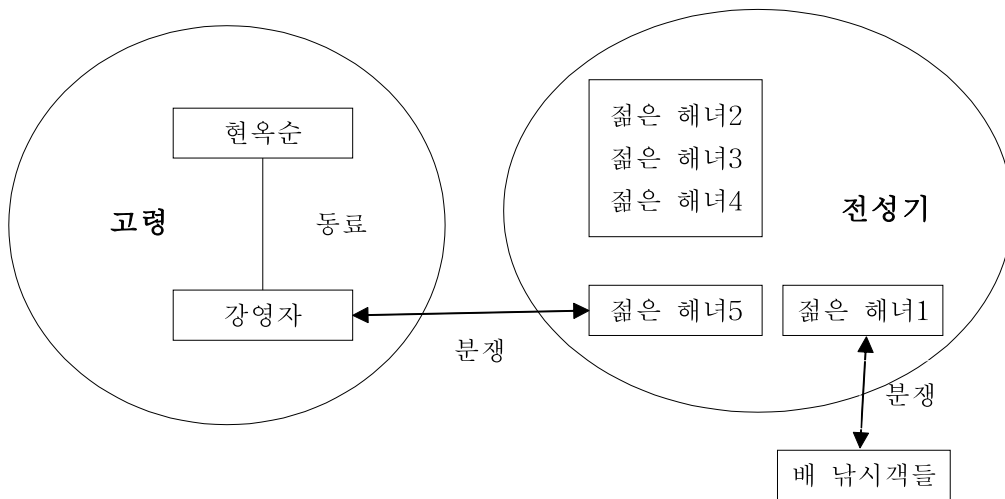 현옥순
고령
동료
강영자
분쟁
젊은 해녀2
젊은 해녀3
젊은 해녀4
전성기
젊은 해녀5
젊은 해녀1
분쟁
배 낚시객들